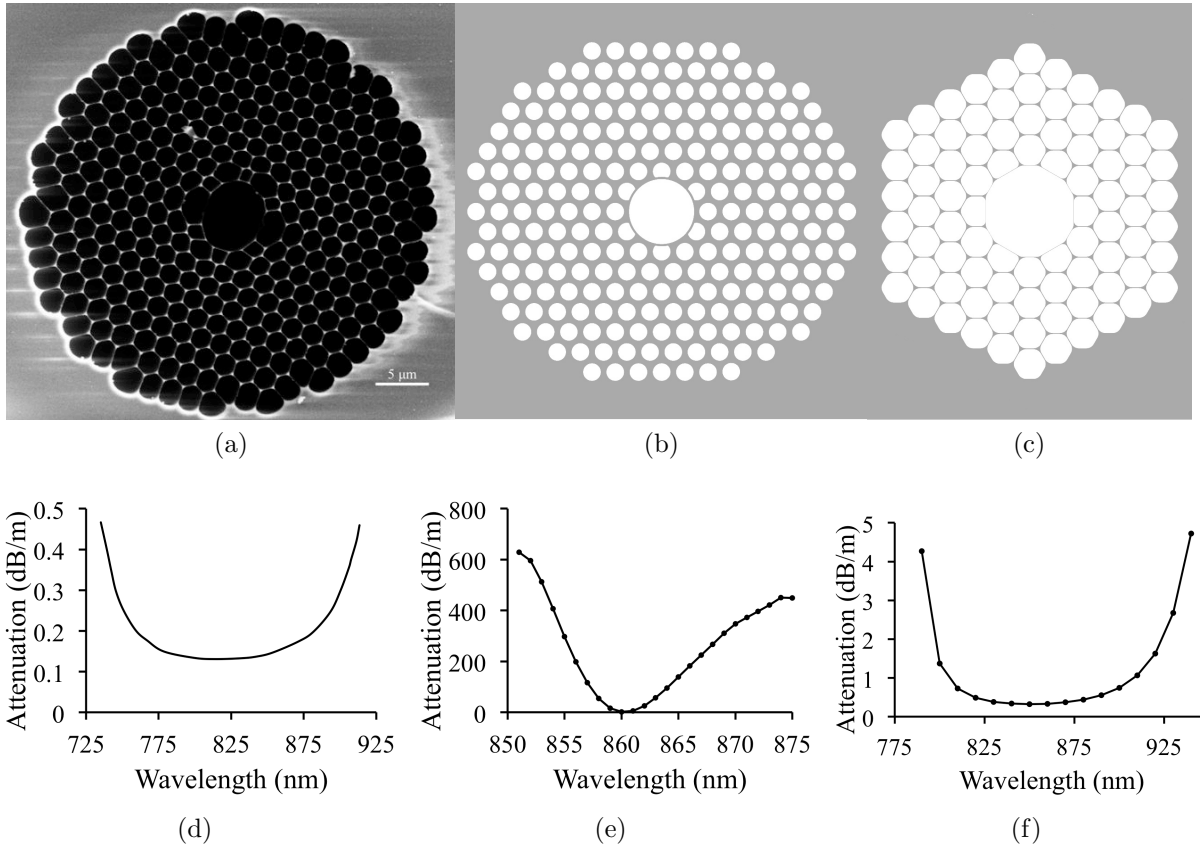 5 μm
(a)
(b)
(c)
Attenuation (dB/m)
0.5
0.4
0.3
0.2
0.1
0
725 775 825 875 925
Wavelength (nm)
(d)
Attenuation (dB/m)
800
600
400
200
0
850 855 860 865 870 875
Wavelength (nm)
(e)
Attenuation (dB/m)
5
4
3
2
1
0
775 825 875 925
Wavelength (nm)
(f)